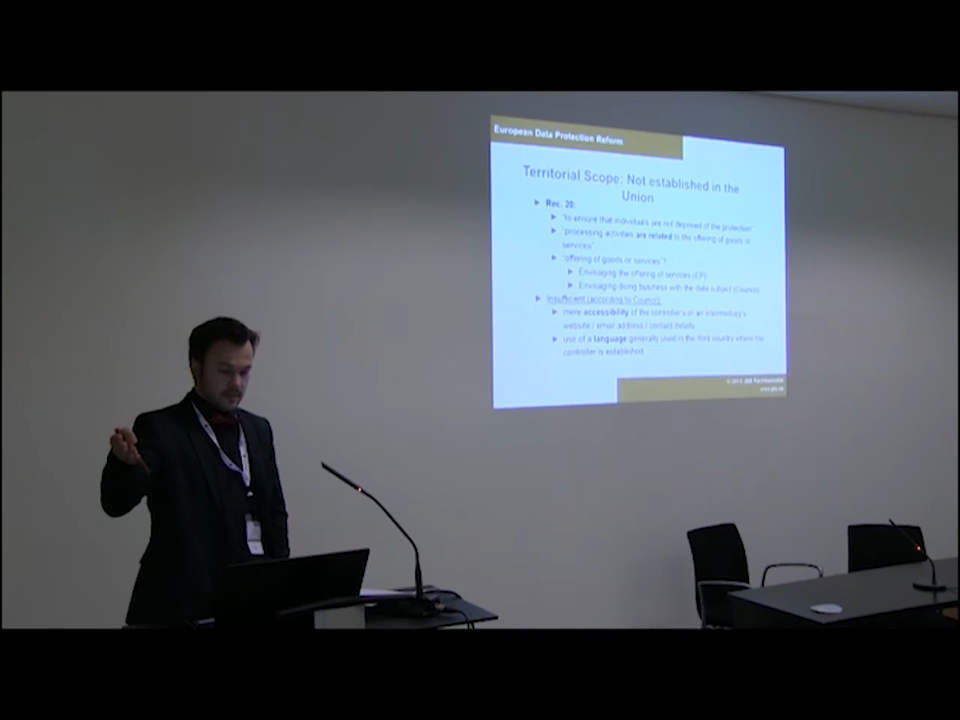 European Data Protection Reform
Territorial Scope: Not established in the
Union
Rec. 20:
"to ensure that individuals are not deprived of the protection"
"processing activities are related to the offering of goods or
services"
"offering of goods or services"?
Envisaging the offering of services (EP)
Envisaging doing business with the data subject (Council)
Insufficient (according to Council):
mere accessibility of the controller's or an intermediary's
website / email address / contact details
use of a language generally used in the third country where the
controller is established